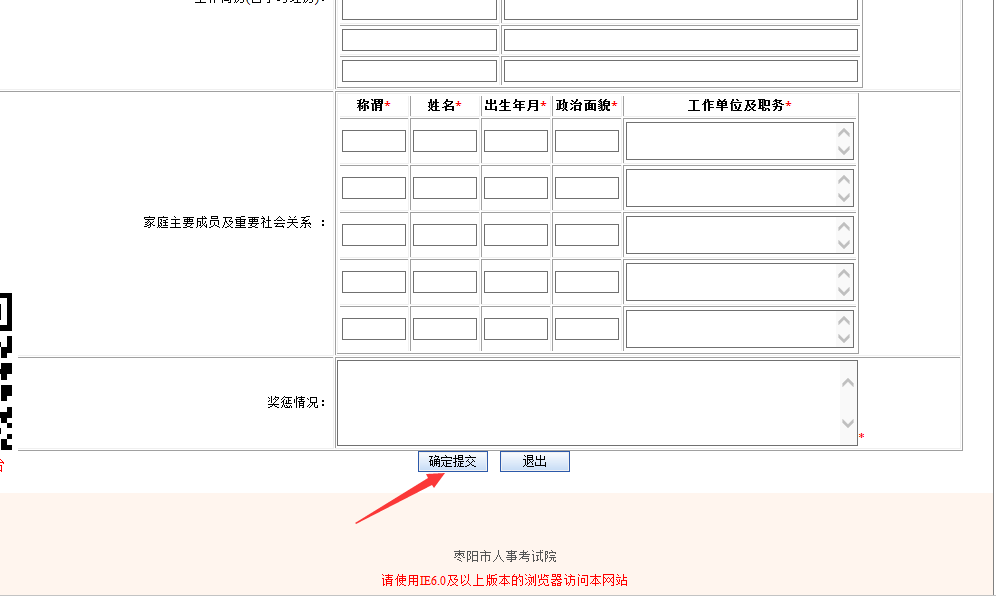 称谓* 姓名* 出生年月* 政治面貌* 工作单位及职务*
家庭主要成员及重要社会关系 :
奖惩情况:
*
确定提交 退出
枣阳市人事考试院
请使用IE6.0及以上版本的浏览器访问本网站